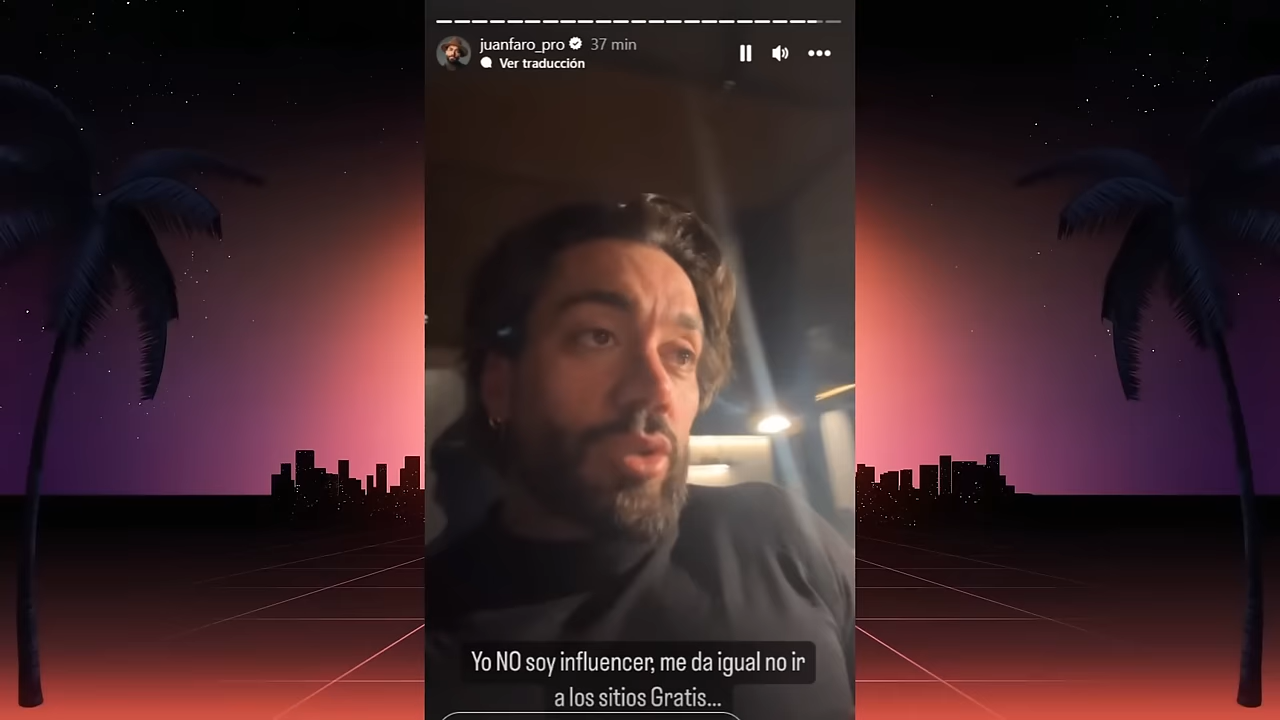 juanfaro_pro 37 min
Ver traducción
Yo NO soy influencer, me da igual no ir
a los sitios Gratis...